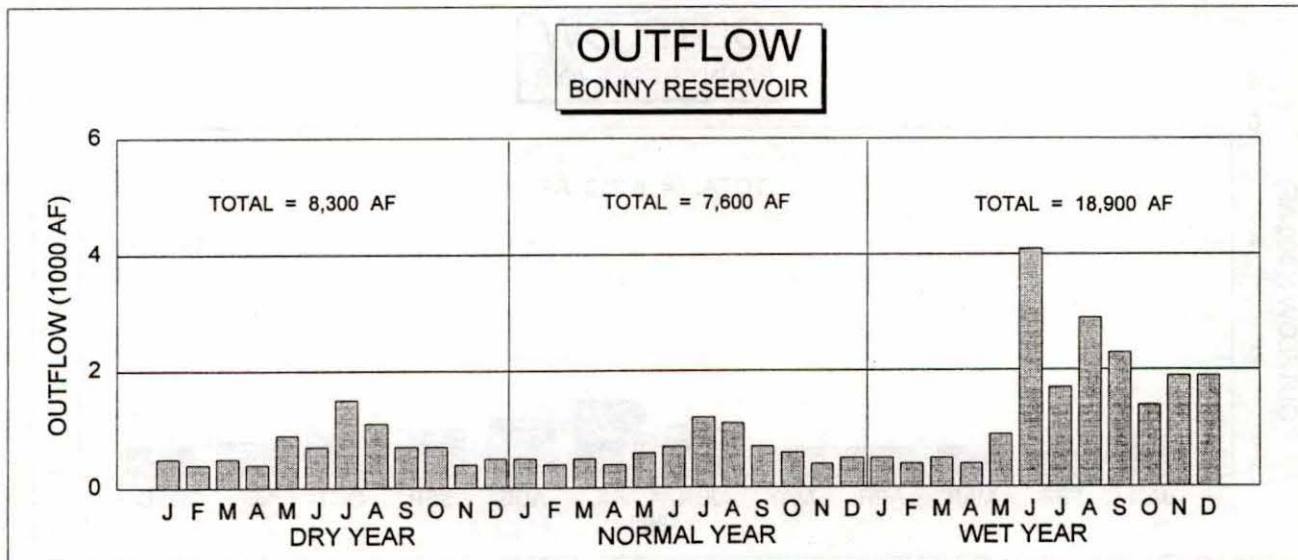 OUTFLOW
BONNY RESERVOIR
OUTFLOW (1000 AF)
6
4
2
0
TOTAL = 8,300 AF
TOTAL = 7,600 AF
TOTAL = 18,900 AF
J F M A M J J A S O N D J F M A M J J A S O N D J F M A M J J A S O N D
DRY YEAR NORMAL YEAR WET YEAR